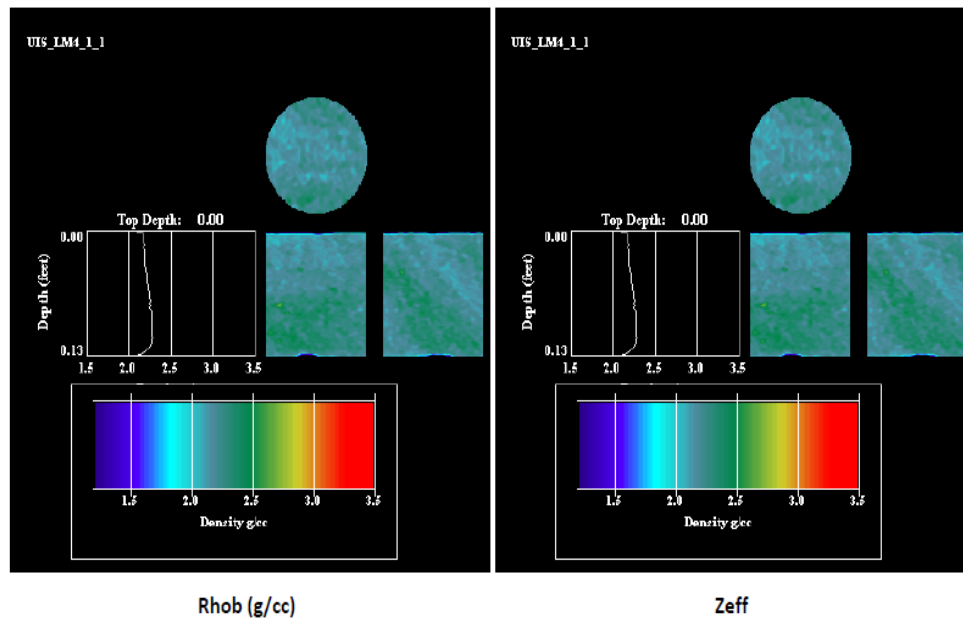 UIS_LM4_1_1
Top Depth: 0.00
0.00
Depth (feet)
0.13
1.5 2.0 2.5 3.0 3.5
1.5 2.0 2.5 3.0 3.5
Density g/cc
Rhob (g/cc)
UIS_LM4_1_1
Top Depth: 0.00
0.00
Depth (feet)
0.13
1.5 2.0 2.5 3.0 3.5
1.5 2.0 2.5 3.0 3.5
Density g/cc
Zeff